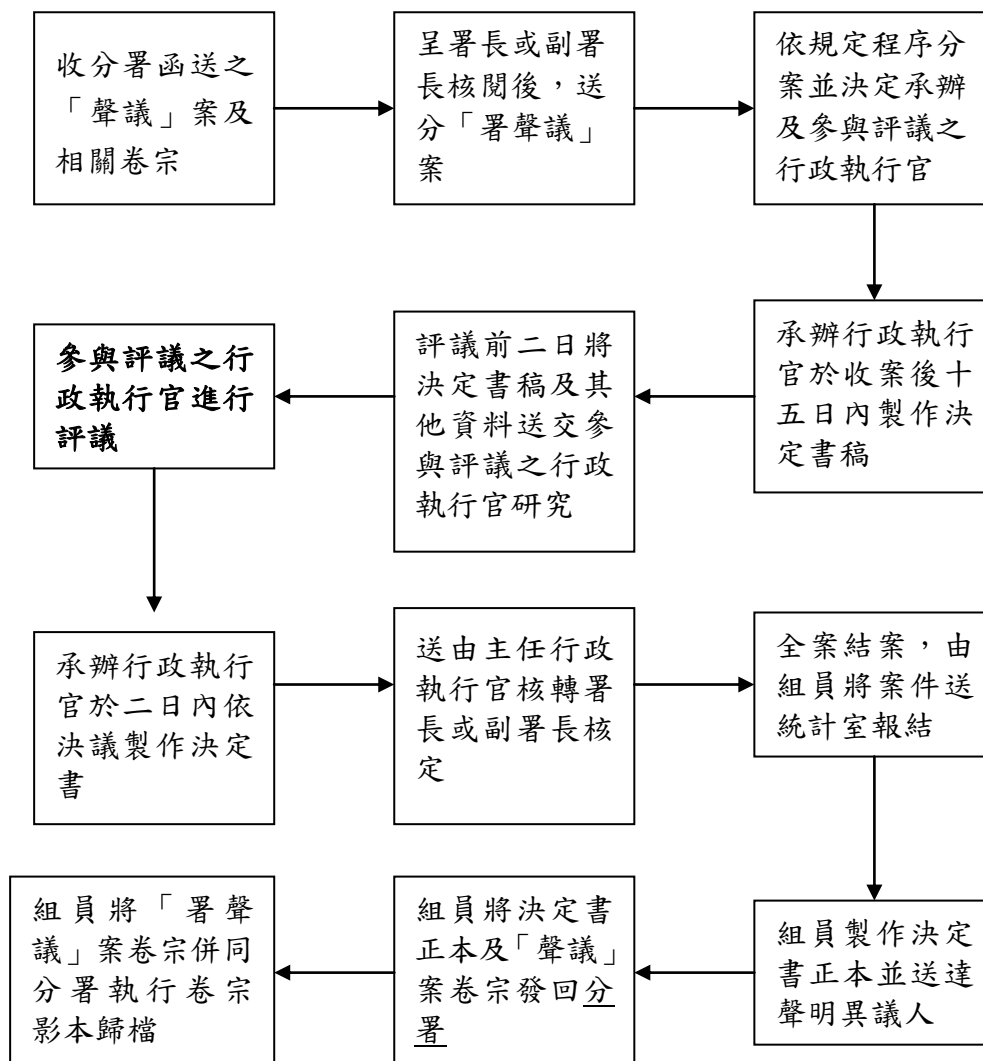 收分署函送之
「聲議」案及
相關卷宗
呈署長或副署
長核閱後，送
分「署聲議」
案
依規定程序分
案並決定承辦
及參與評議之
行政執行官
承辦行政執行
官於收案後十
五日內製作決
定書稿
評議前二日將
決定書稿及其
他資料送交參
與評議之行政
執行官研究
參與評議之行
政執行官進行
評議
承辦行政執行
官於二日內依
決議製作決定
書
送由主任行政
執行官核轉署
長或副署長核
定
全案結案，由
組員將案件送
統計室報結
組員製作決定
書正本並送達
聲明異議人
組員將決定書
正本及「聲議」
案卷宗發回分
署
組員將「署聲
議」案卷宗併同
分署執行卷宗
影本歸檔